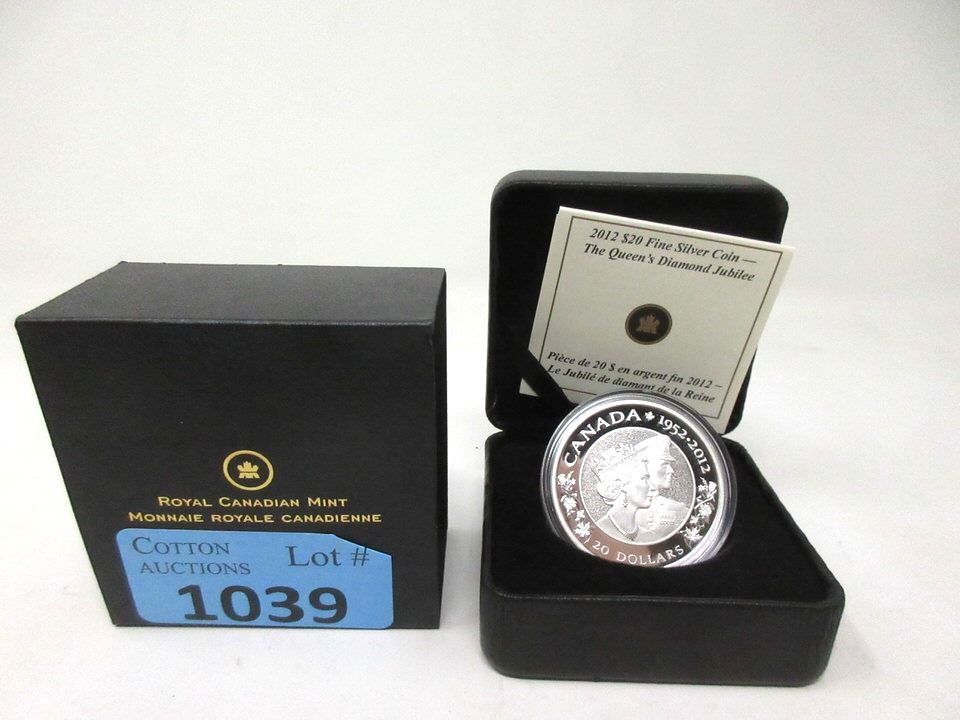 ROYAL CANADIAN MINT
MONNAIE ROYALE CANADIENNE
COTTON
AUCTIONS
Lot #
1039
2012 $20 Fine Silver Coin —
The Queen's Diamond Jubilee
Pièce de 20 $ en argent fin 2012 –
Le Jubilé de diamant de la Reine
CANADA 1952·2012
20 DOLLARS